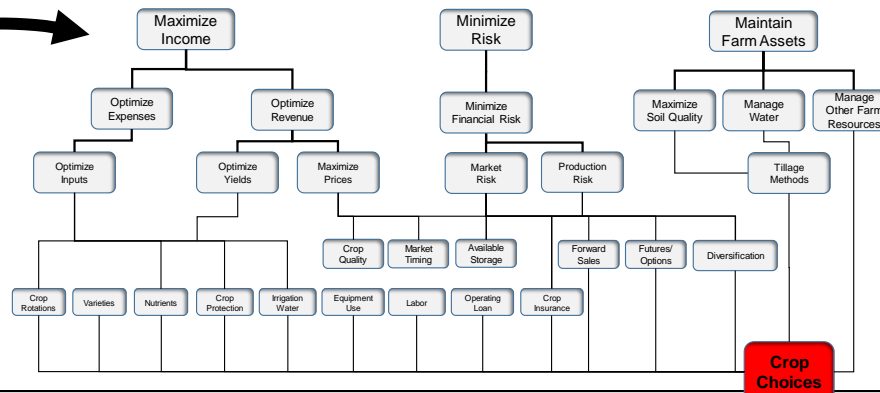 Maximize
Income
Minimize
Risk
Maintain
Farm Assets
Optimize
Expenses
Optimize
Revenue
Minimize
Financial Risk
Maximize
Soil Quality
Manage
Water
Manage
Other Farm
Resources
Optimize
Inputs
Optimize
Yields
Maximize
Prices
Market
Risk
Production
Risk
Tillage
Methods
Crop
Quality
Market
Timing
Available
Storage
Forward
Sales
Futures/
Options
Diversification
Crop
Rotations
Varieties
Nutrients
Crop
Protection
Irrigation
Water
Equipment
Use
Labor
Operating
Loan
Crop
Insurance
Crop
Choices